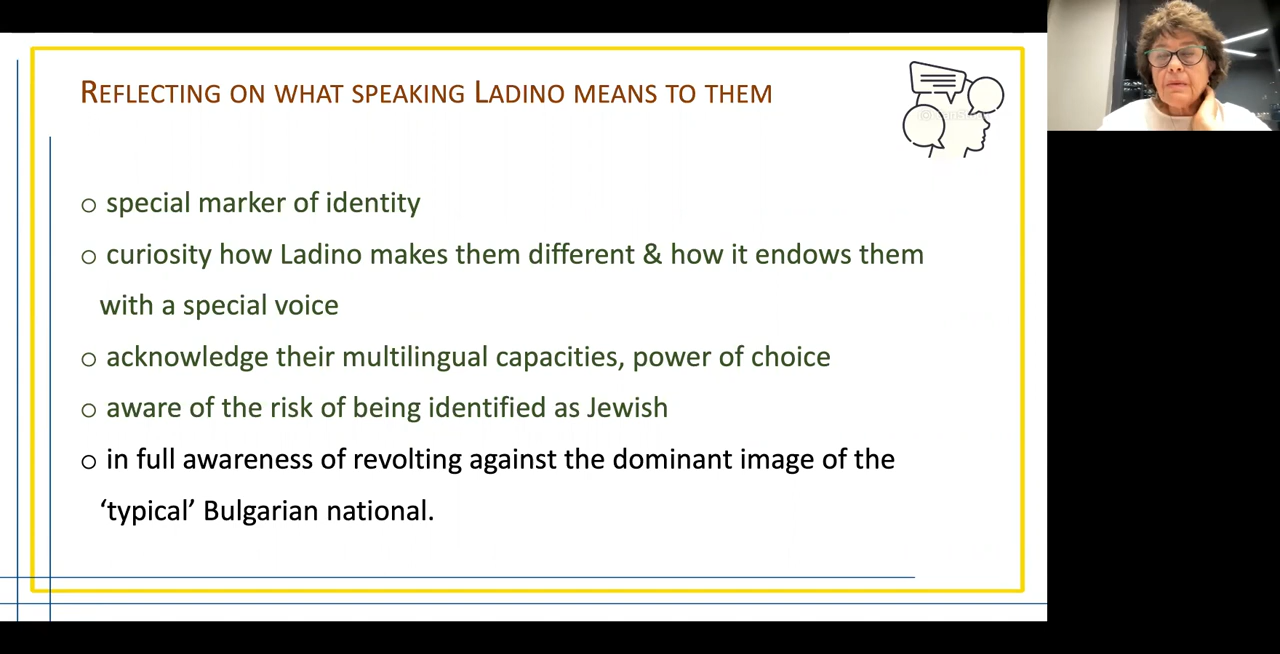 REFLECTING ON WHAT SPEAKING LADINO MEANS TO THEM
o special marker of identity
o curiosity how Ladino makes them different & how it endows them
with a special voice
o acknowledge their multilingual capacities, power of choice
o aware of the risk of being identified as Jewish
o in full awareness of revolting against the dominant image of the
‘typical’ Bulgarian national.